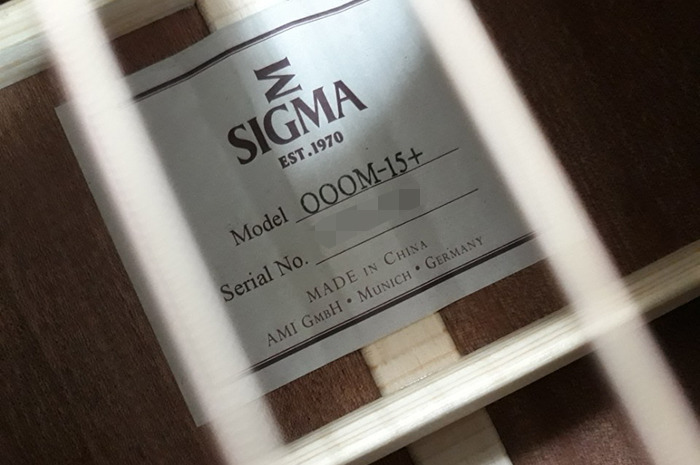 SIGMA
EST. 1970
Model OOOM-15+
Serial No.
MADE IN CHINA
AMI GMBH • MUNICH • GERMANY